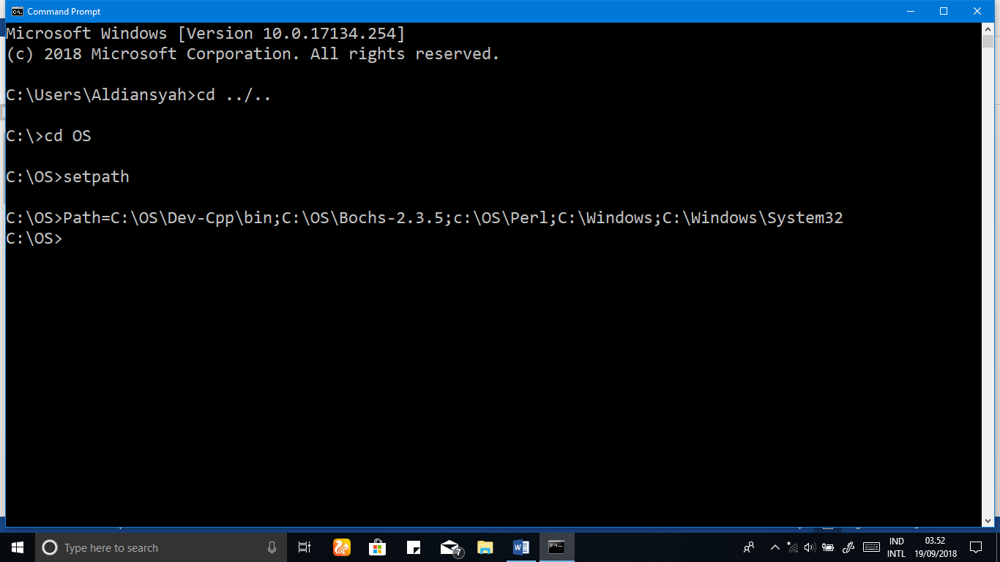 Command Prompt
Microsoft Windows [Version 10.0.17134.254]
(c) 2018 Microsoft Corporation. All rights reserved.
C:\Users\Aldiansyah>cd ../..
C:\>cd OS
C:\OS>setpath
C:\OS>Path=C:\OS\Dev-Cpp\bin;C:\OS\Bochs-2.3.5;c:\OS\Perl;C:\Windows;C:\Windows\System32
C:\OS>
Type here to search
7
IND
INTL
03.52
19/09/2018